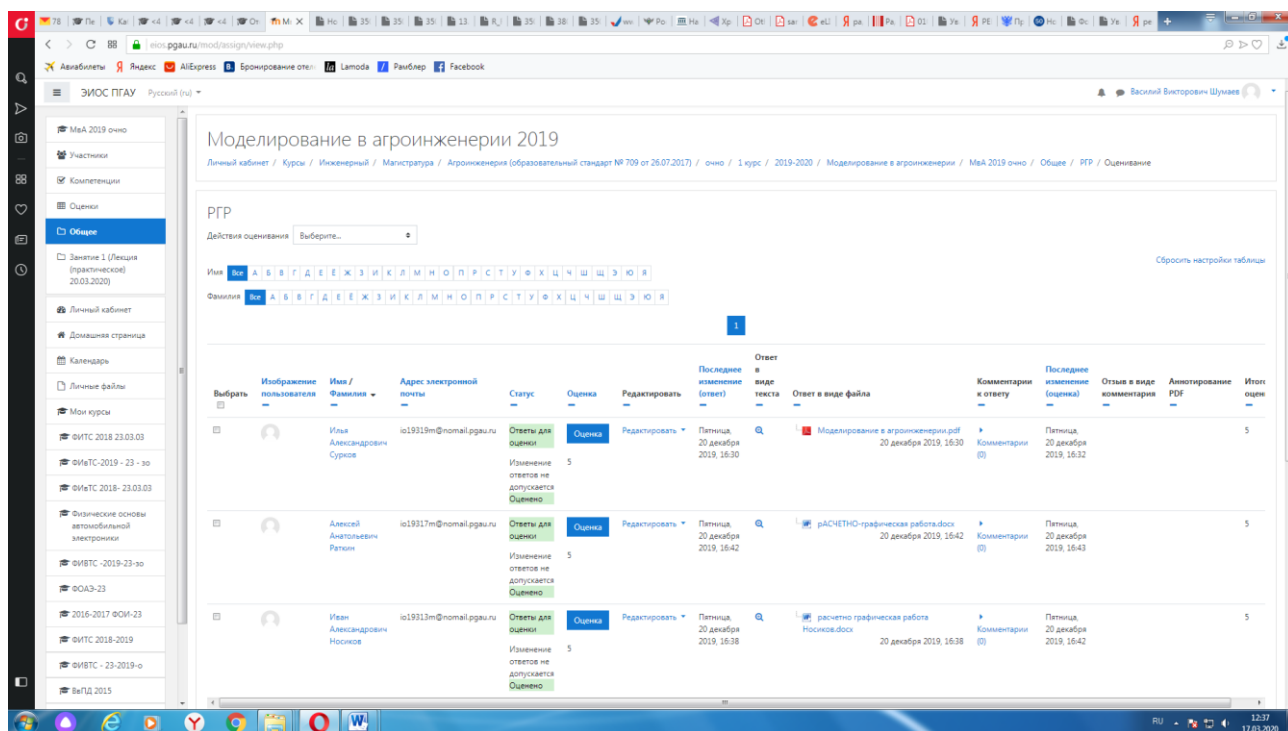 eios.pgau.ru/mod/assign/view.php
Авиабилеты Яндекс AliExpress Бронирование отел Lamoda Рамблер Facebook
ЭИОС ПГАУ Русский (ru) Василий Викторович Шумаев
МвА 2019 очно
Участники
Компетенции
Оценки
Общее
Занятие 1 (Лекция
(практическое)
20.03.2020)
Личный кабинет
Домашняя страница
Календарь
Личные файлы
Мои курсы
ФИТС 2018 23.03.03
ФИвТС-2019 - 23 - зо
ФИвТС 2018- 23.03.03
Физические основы
автомобильной
электроники
ФИВТС -2019-23-зо
ФОАЭ-23
2016-2017 ФОИ-23
ФИТС 2018-2019
ФИВТС - 23-2019-о
ВвПД 2015
Моделирование в агроинженерии 2019
Личный кабинет / Курсы / Инженерный / Магистратура / Агроинженерия (образовательный стандарт № 709 от 26.07.2017) / очно / 1 курс / 2019-2020 / Моделирование в агроинженерии / МвА 2019 очно / Общее / РГР / Оценивание
РГР
Действия оценивания Выберите...
Сбросить настройки таблицы
Имя Все А Б В Г Д Е Ё Ж З И К Л М Н О П Р С Т У Ф Х Ц Ч Ш Щ Э Ю Я
Фамилия Все А Б В Г Д Е Ё Ж З И К Л М Н О П Р С Т У Ф Х Ц Ч Ш Щ Э Ю Я
1
Выбрать
Изображение
пользователя
Имя /
Фамилия
Адрес электронной
почты
Статус
Оценка
Редактировать
Последнее
изменение
(ответ)
Ответ
в
виде
текста
Ответ в виде файла
Комментарии
к ответу
Последнее
изменение
(оценка)
Отзыв в виде
комментария
Аннотирование
PDF
Итого
оцен
Илья
Александрович
Сурков
io19319m@nomail.pgau.ru
Ответы для
оценки
Изменение
ответов не
допускается
Оценено
Оценка
5
Редактировать
Пятница,
20 декабря
2019, 16:30
Моделирование в агроинженерии.pdf
20 декабря 2019, 16:30
Комментарии
(0)
Пятница,
20 декабря
2019, 16:32
5
Алексей
Анатольевич
Раткин
io19317m@nomail.pgau.ru
Ответы для
оценки
Изменение
ответов не
допускается
Оценено
Оценка
5
Редактировать
Пятница,
20 декабря
2019, 16:42
рАСЧЕТНО-графическая работа.docx
20 декабря 2019, 16:42
Комментарии
(0)
Пятница,
20 декабря
2019, 16:43
5
Иван
Александрович
Носиков
io19313m@nomail.pgau.ru
Ответы для
оценки
Изменение
ответов не
допускается
Оценено
Оценка
5
Редактировать
Пятница,
20 декабря
2019, 16:38
расчетно графическая работа
Носиков.docx
20 декабря 2019, 16:38
Комментарии
(0)
Пятница,
20 декабря
2019, 16:42
5
RU 12:37
17.03.2020